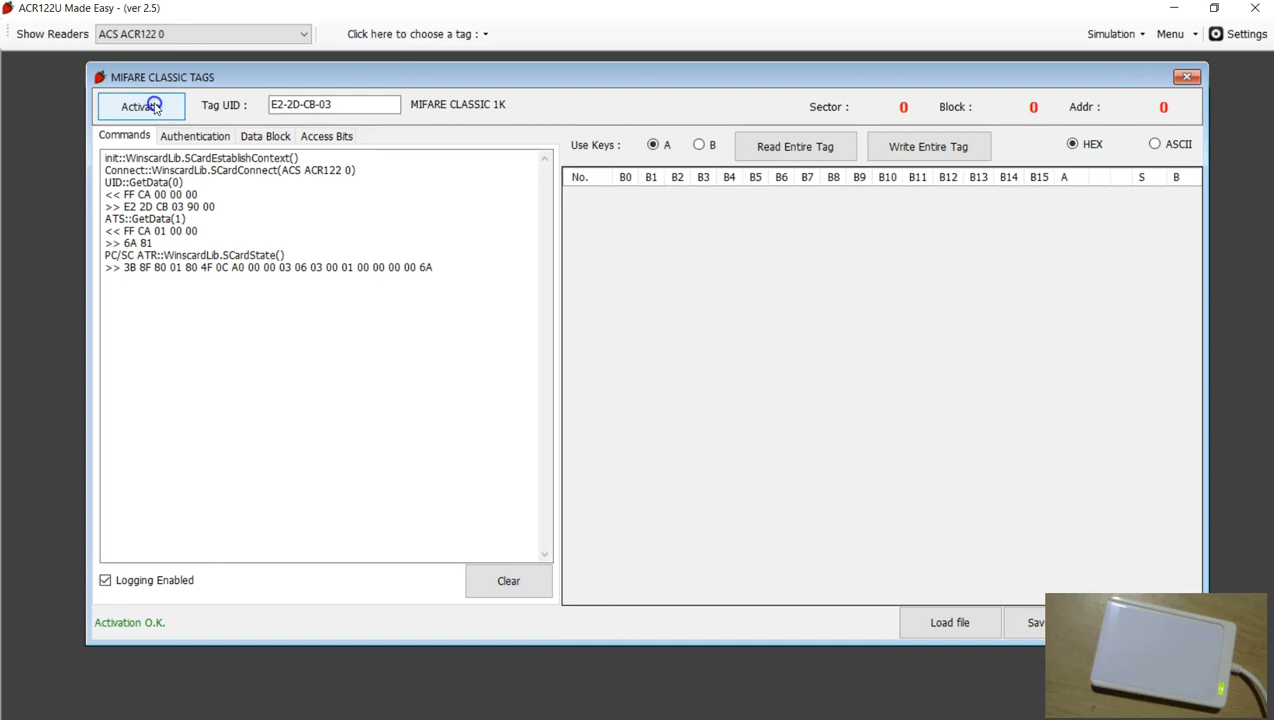 ACR122U Made Easy - (ver 2.5)
Show Readers ACS ACR122 0 Click here to choose a tag : Simulation Menu Settings
MIFARE CLASSIC TAGS
Activate Tag UID : E2-2D-CB-03 MIFARE CLASSIC 1K Sector : 0 Block : 0 Addr : 0
Commands Authentication Data Block Access Bits
Use Keys : A B Read Entire Tag Write Entire Tag HEX ASCII
No. B0 B1 B2 B3 B4 B5 B6 B7 B8 B9 B10 B11 B12 B13 B14 B15 A S B
init::WinscardLib.SCardEstablishContext()
Connect::WinscardLib.SCardConnect(ACS ACR122 0)
UID::GetData(0)
<< FF CA 00 00 00
>> E2 2D CB 03 90 00
ATS::GetData(1)
<< FF CA 01 00 00
>> 6A 81
PC/SC ATR::WinscardLib.SCardState()
>> 3B 8F 80 01 80 4F 0C A0 00 00 03 06 03 00 01 00 00 00 00 6A
Logging Enabled Clear
Activation O.K. Load file Save